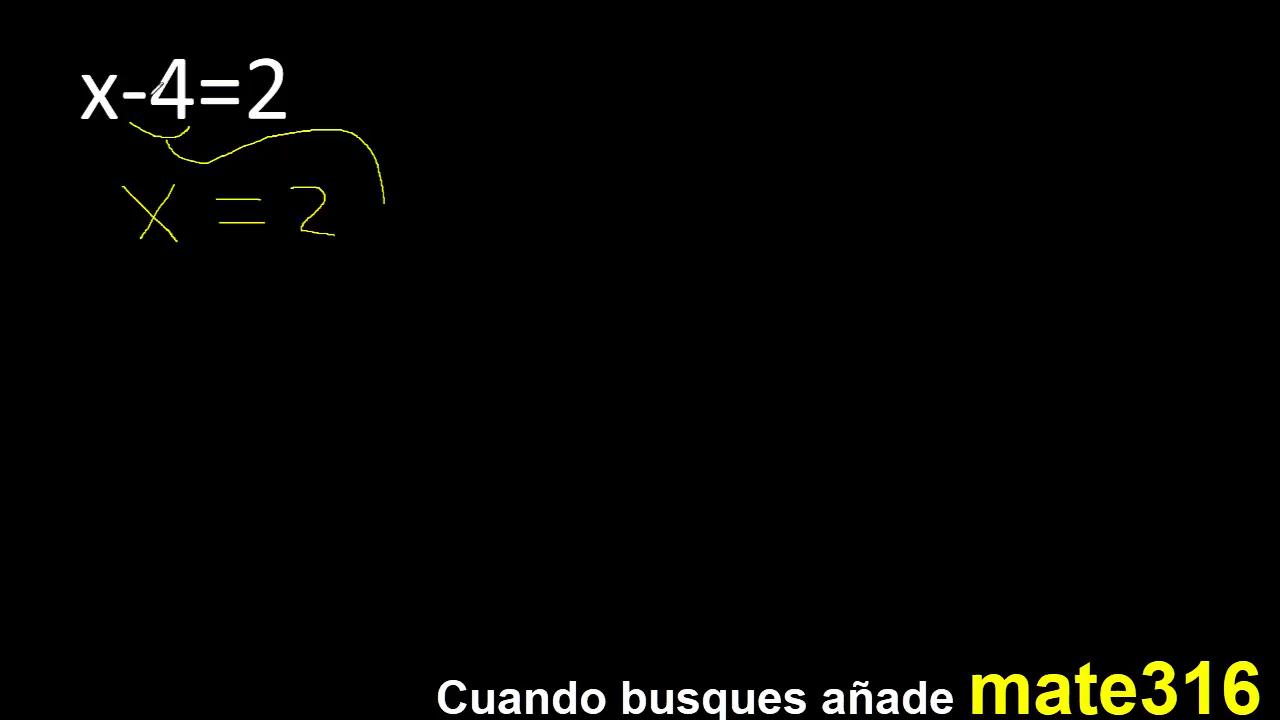 x-4=2
x = 2
Cuando busques añade mate316